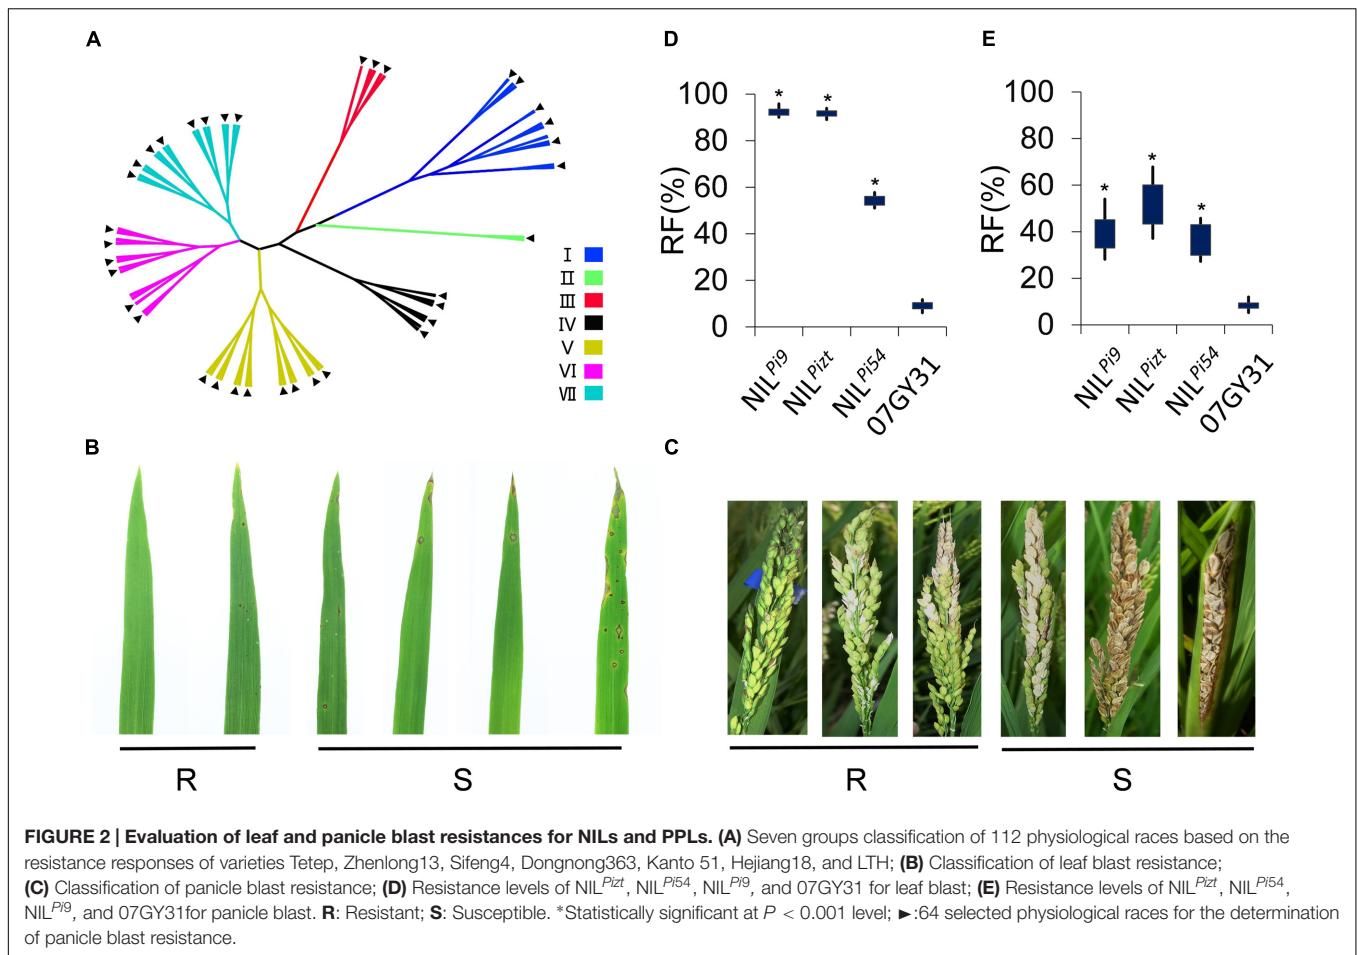 A
I
II
III
IV
V
VI
VII
D
RF(%)
100
80
60
40
20
0
*
*
*
NIL^Pi9
NIL^Pizt
NIL^Pi54
07GY31
E
RF(%)
100
80
60
40
20
0
*
*
*
NIL^Pi9
NIL^Pizt
NIL^Pi54
07GY31
B
R
S
C
R
S
FIGURE 2 | Evaluation of leaf and panicle blast resistances for NILs and PPLs. (A) Seven groups classification of 112 physiological races based on the
resistance responses of varieties Tetep, Zhenlong13, Sifeng4, Dongnong363, Kanto 51, Hejiang18, and LTH; (B) Classification of leaf blast resistance;
(C) Classification of panicle blast resistance; (D) Resistance levels of NIL^Pizt, NIL^Pi54, NIL^Pi9, and 07GY31 for leaf blast; (E) Resistance levels of NIL^Pizt, NIL^Pi54,
NIL^Pi9, and 07GY31for panicle blast. R: Resistant; S: Susceptible. *Statistically significant at P < 0.001 level; ►:64 selected physiological races for the determination
of panicle blast resistance.